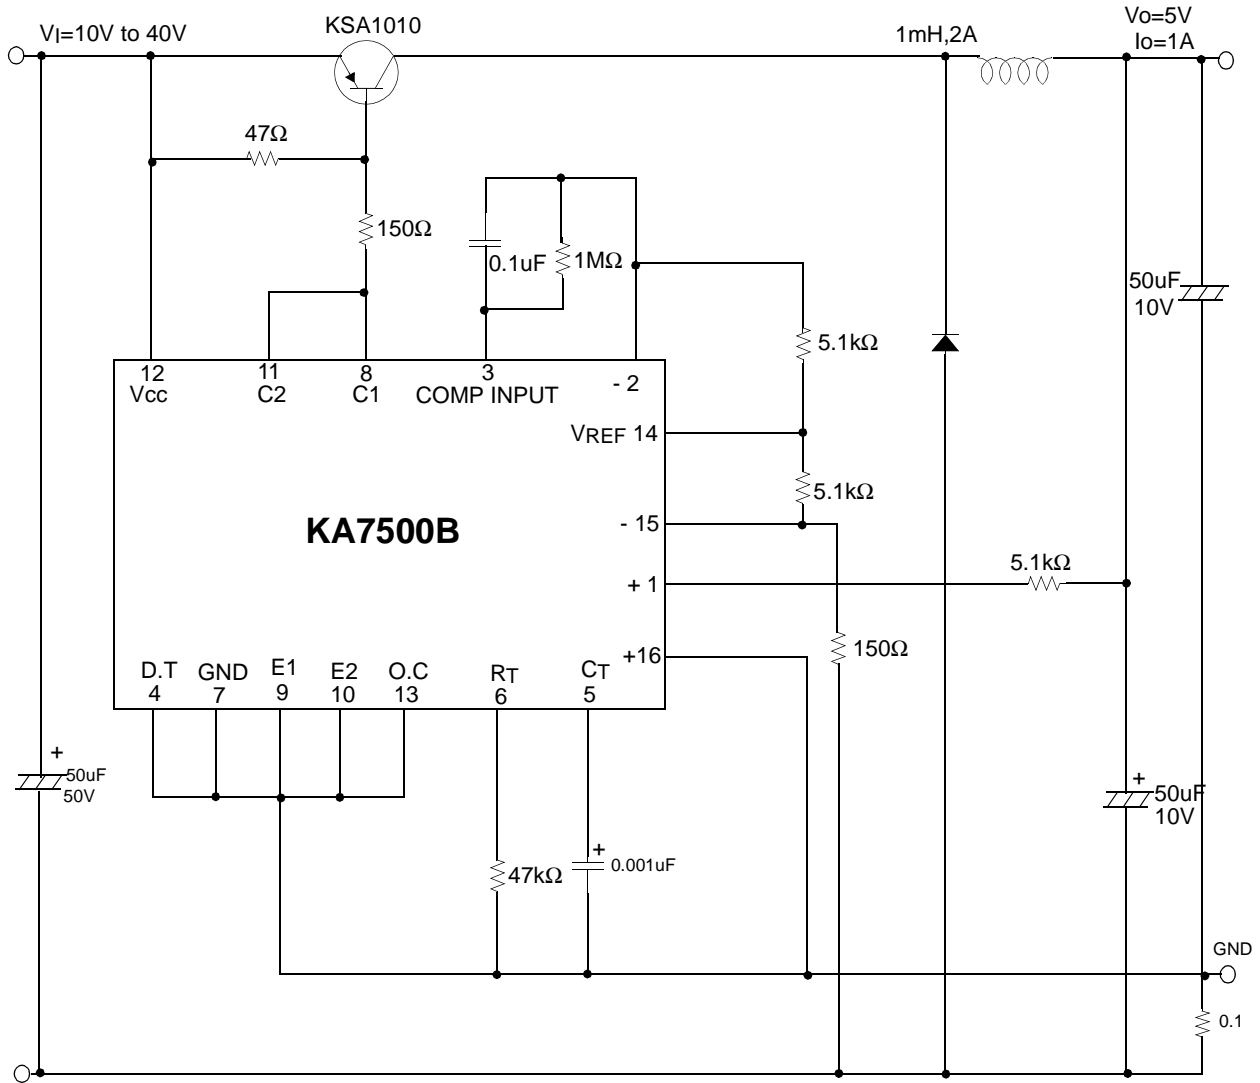 KSA1010
VI=10V to 40V
1mH,2A
Vo=5V
Io=1A
47Ω
150Ω
0.1uF
1MΩ
50uF
10V
5.1kΩ
12
Vcc
11
C2
8
C1
3
COMP INPUT
- 2
VREF 14
5.1kΩ
- 15
KA7500B
5.1kΩ
+ 1
+16
150Ω
D.T
4
GND
7
E1
9
E2
10
O.C
13
RT
6
CT
5
+
50uF
50V
+
50uF
10V
47kΩ
+
0.001uF
GND
0.1